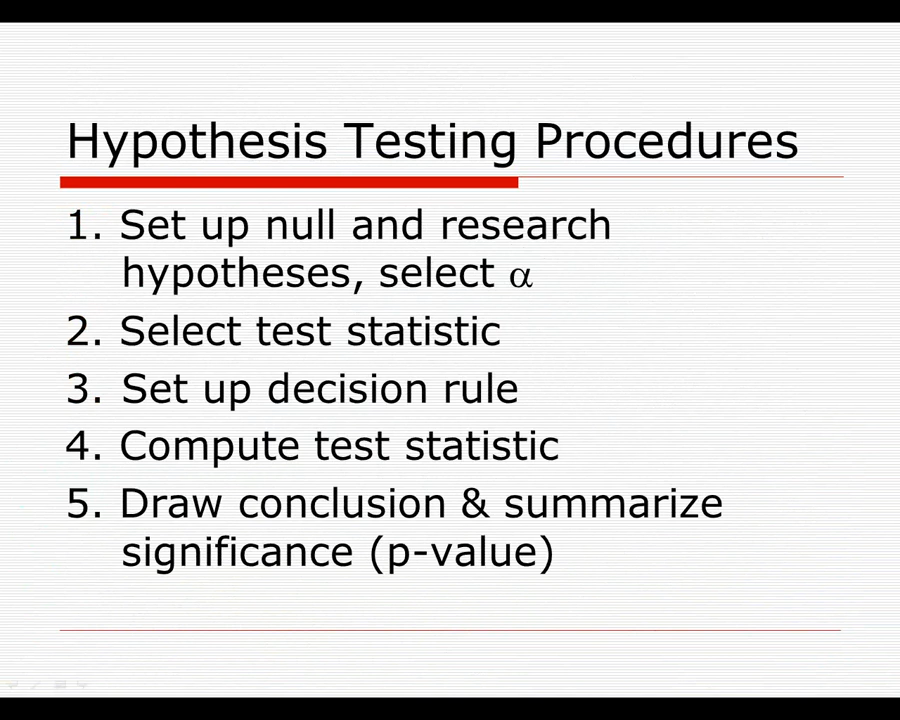 Hypothesis Testing Procedures
1. Set up null and research
hypotheses, select α
2. Select test statistic
3. Set up decision rule
4. Compute test statistic
5. Draw conclusion & summarize
significance (p-value)